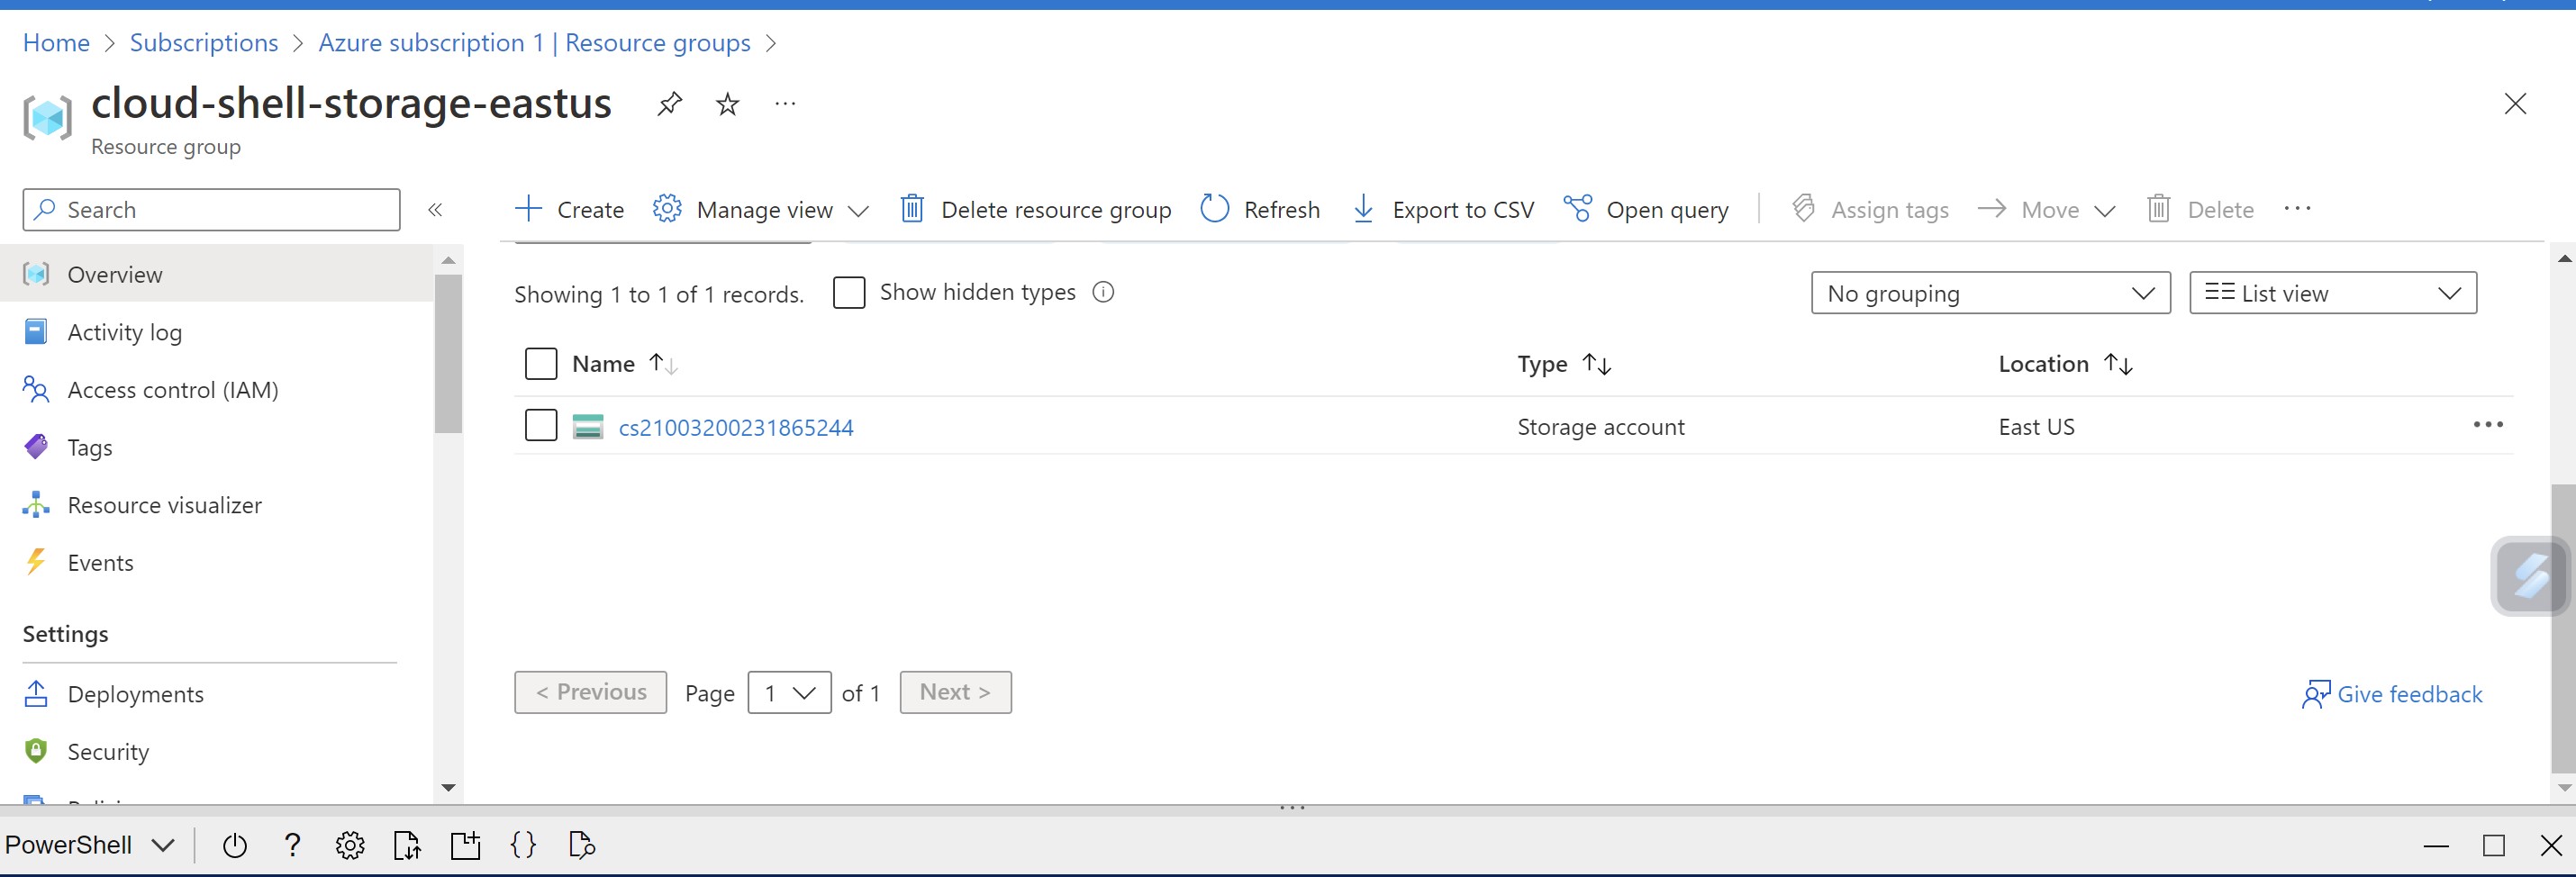 Home > Subscriptions > Azure subscription 1 | Resource groups >
cloud-shell-storage-eastus
Resource group
Search
Create Manage view Delete resource group Refresh Export to CSV Open query Assign tags Move Delete
Overview
Activity log
Access control (IAM)
Tags
Resource visualizer
Events
Settings
Deployments
Security
Showing 1 to 1 of 1 records. Show hidden types
No grouping List view
Name Type Location
cs21003200231865244 Storage account East US
< Previous Page 1 of 1 Next >
Give feedback
PowerShell